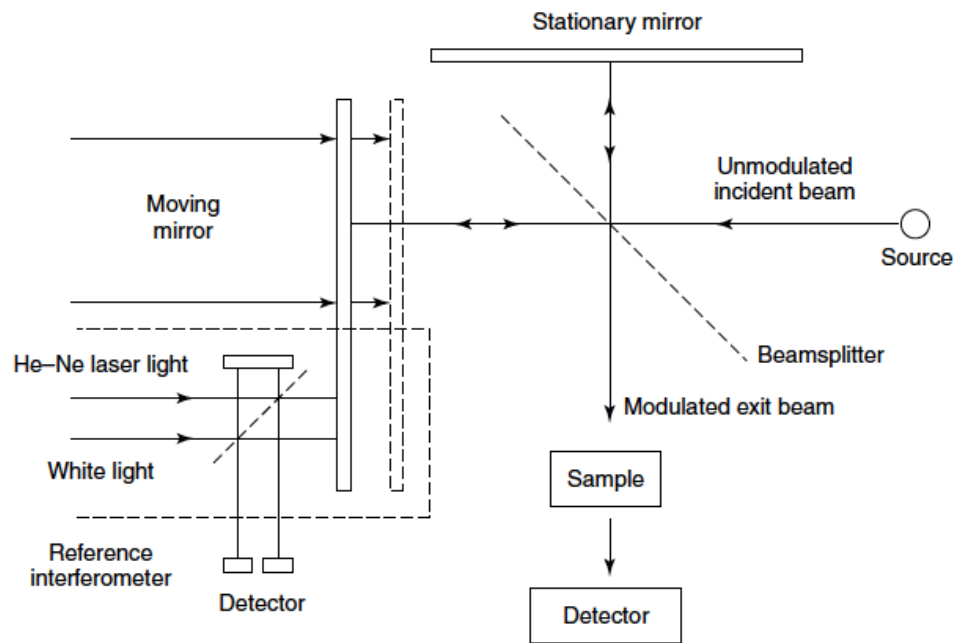 Stationary mirror
Unmodulated
incident beam
Moving
mirror
Source
Beamsplitter
He–Ne laser light
Modulated exit beam
White light
Sample
Reference
interferometer
Detector
Detector